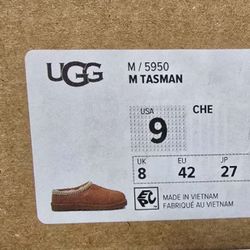 UGG
M / 5950
M TASMAN
USA
CHE
9
UK
EU
JP
8
42
27
MADE IN VIETNAM
FABRIQUÉ AU VIETNAM